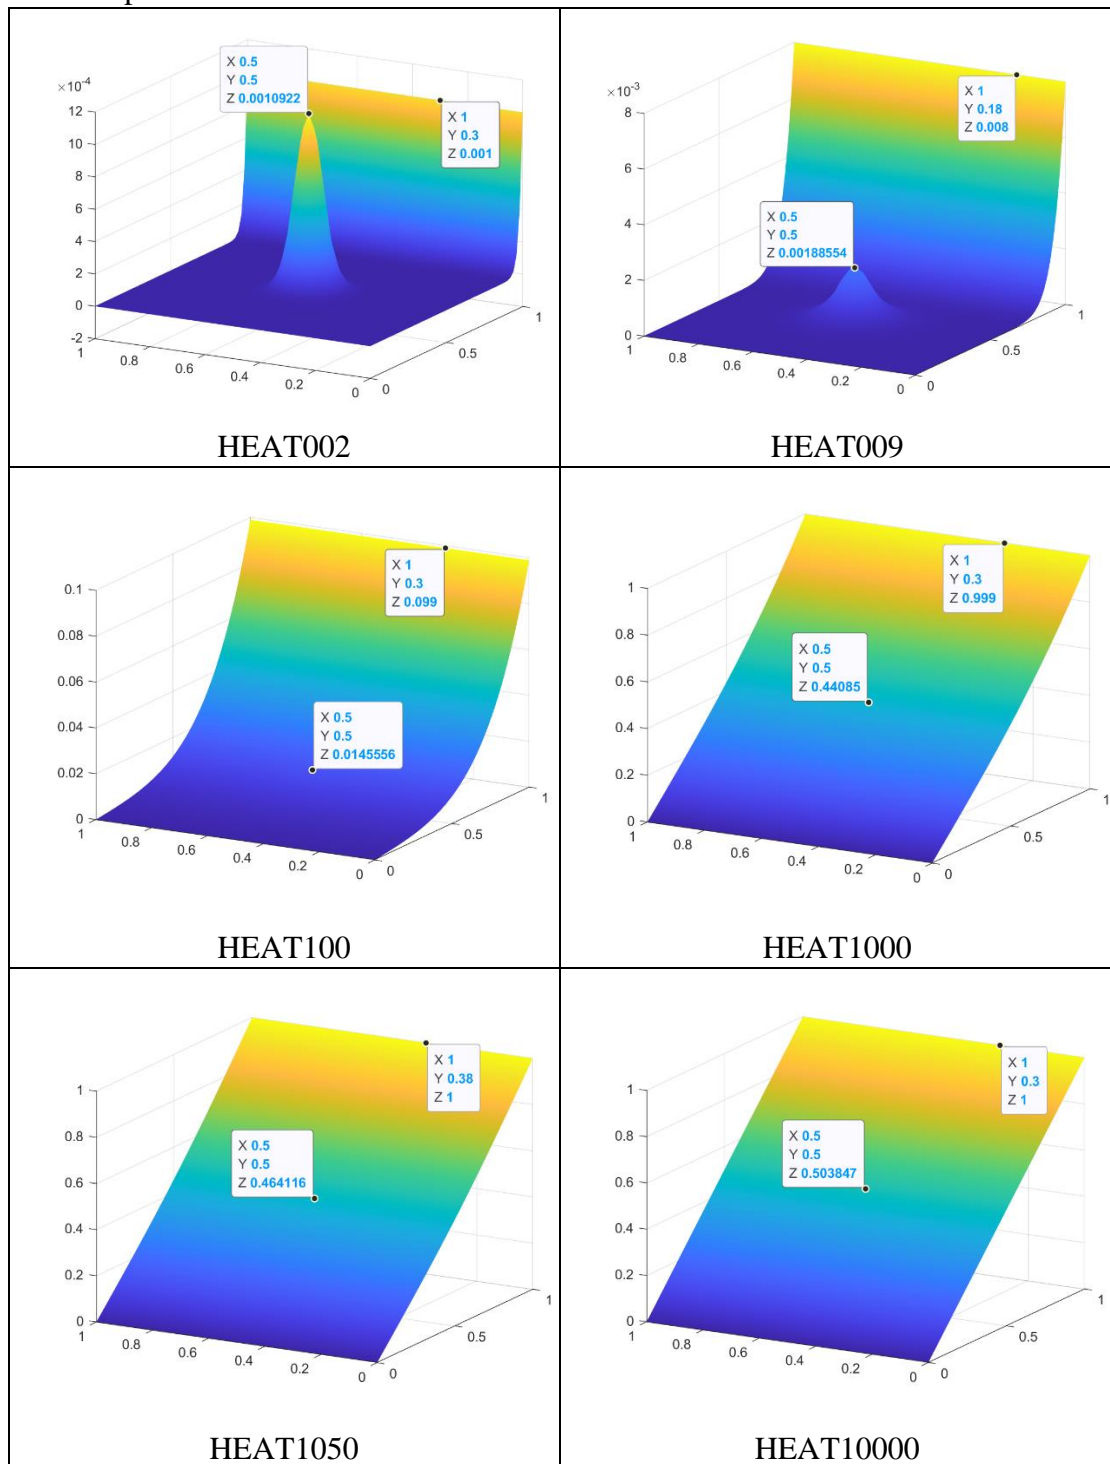 ×10⁻⁴
12
10
8
6
4
2
0
-2
1
0.8
0.6
0.4
0.2
0
0
0.5
1
X 0.5
Y 0.5
Z 0.0010922
X 1
Y 0.3
Z 0.001
HEAT002
×10⁻³
8
6
4
2
0
1
0.8
0.6
0.4
0.2
0
0
0.5
1
X 1
Y 0.18
Z 0.008
X 0.5
Y 0.5
Z 0.00188554
HEAT009
0.1
0.08
0.06
0.04
0.02
0
1
0.8
0.6
0.4
0.2
0
0
0.5
1
X 1
Y 0.3
Z 0.099
X 0.5
Y 0.5
Z 0.0145556
HEAT100
1
0.8
0.6
0.4
0.2
0
1
0.8
0.6
0.4
0.2
0
0
0.5
1
X 1
Y 0.3
Z 0.999
X 0.5
Y 0.5
Z 0.44085
HEAT1000
1
0.8
0.6
0.4
0.2
0
1
0.8
0.6
0.4
0.2
0
0
0.5
1
X 1
Y 0.38
Z 1
X 0.5
Y 0.5
Z 0.464116
HEAT1050
1
0.8
0.6
0.4
0.2
0
1
0.8
0.6
0.4
0.2
0
0
0.5
1
X 1
Y 0.3
Z 1
X 0.5
Y 0.5
Z 0.503847
HEAT10000